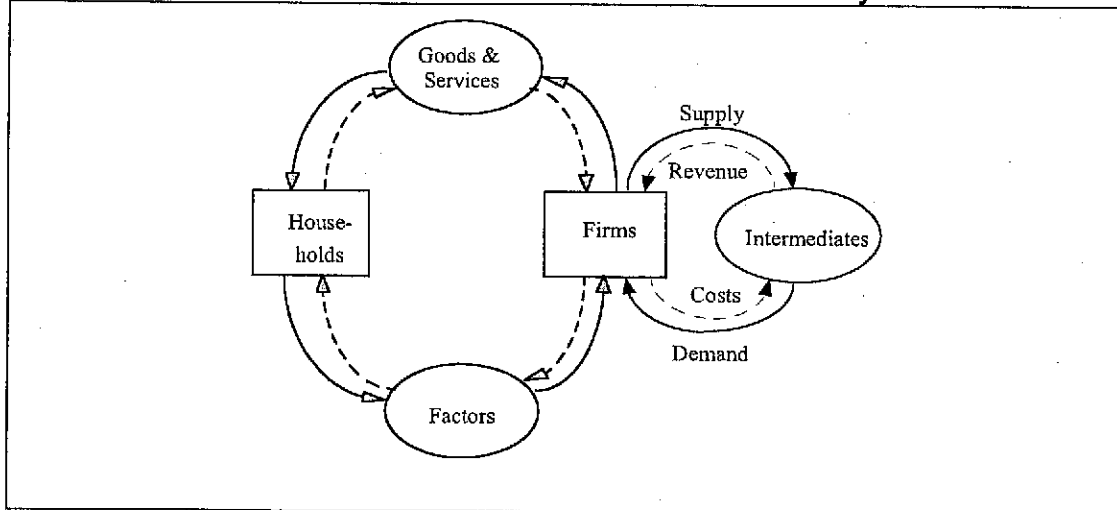 Goods &
Services
Supply
Revenue
House-
holds
Firms
Intermediates
Costs
Demand
Factors